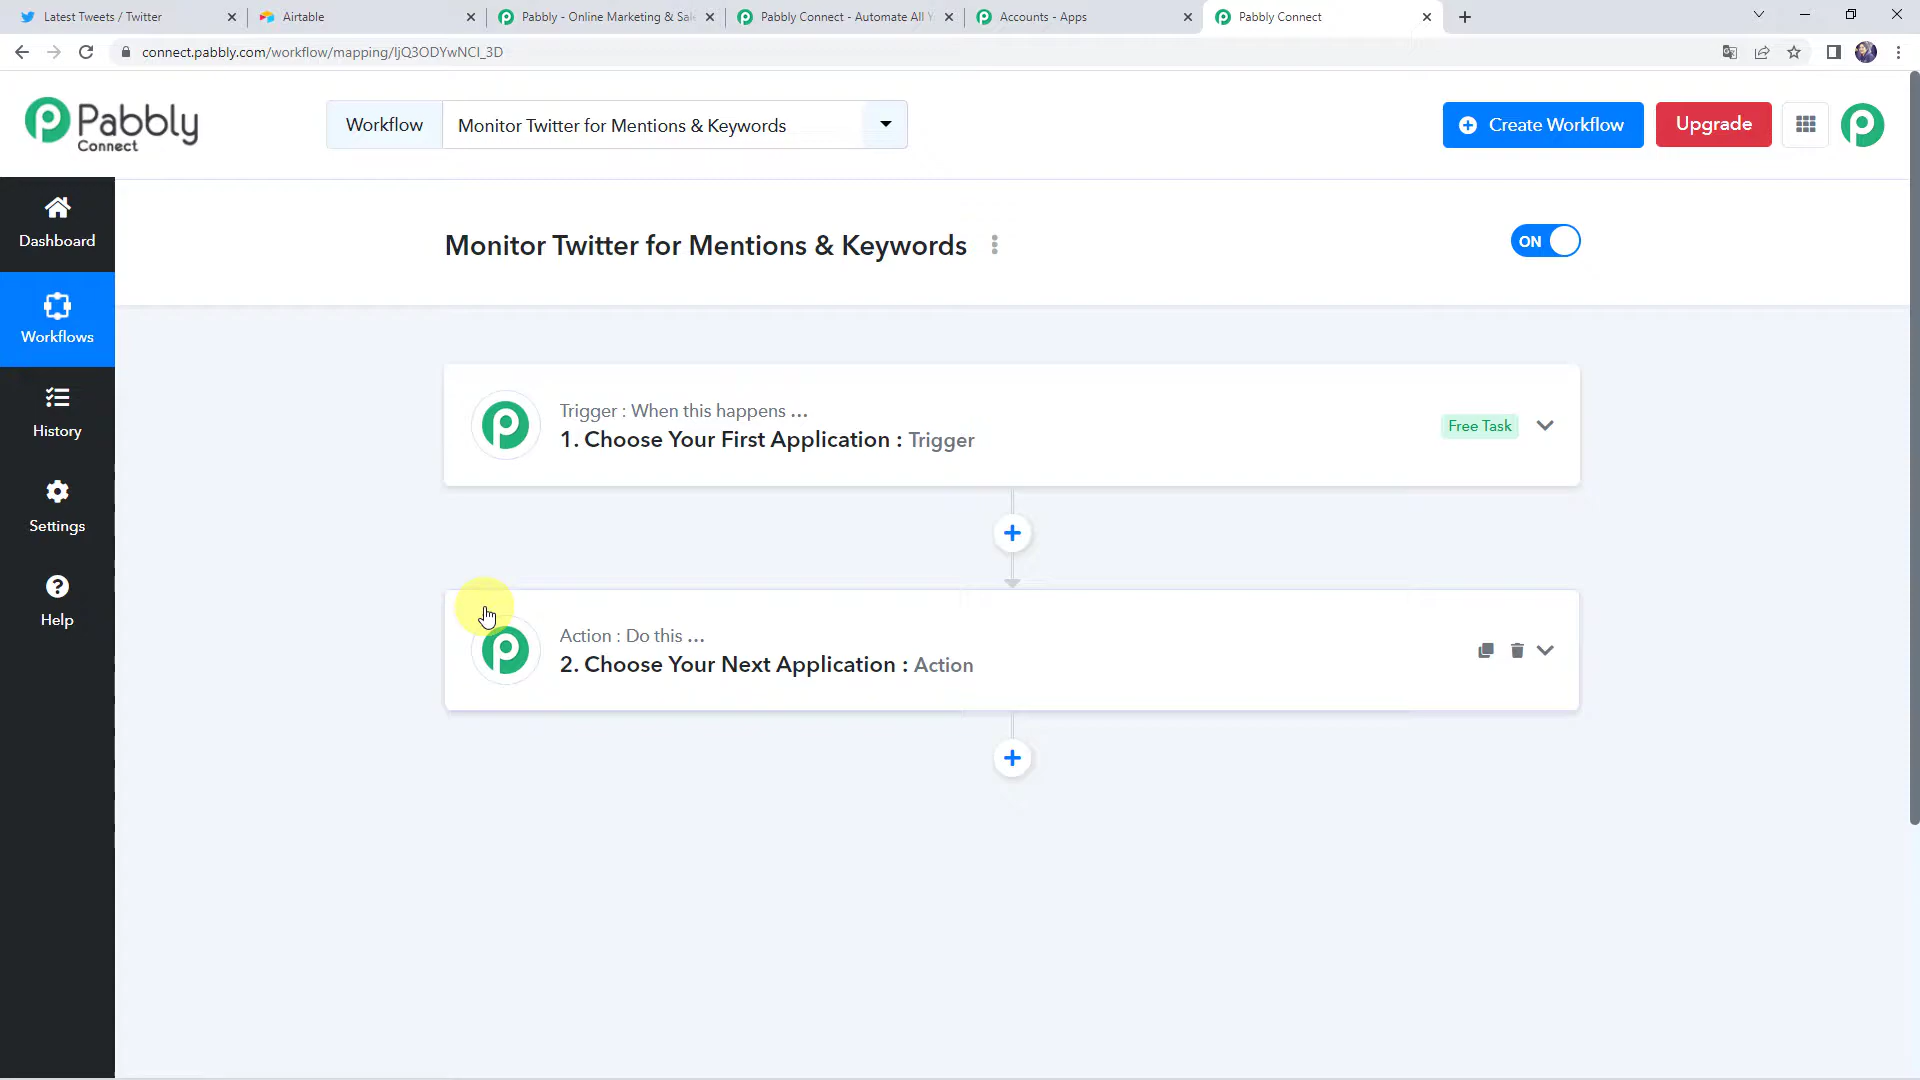 Latest Tweets / Twitter
Airtable
Pabbly - Online Marketing & Sal
Pabbly Connect - Automate All Y
Accounts - Apps
Pabbly Connect
connect.pabbly.com/workflow/mapping/IjQ3ODYwNCI_3D
Pabbly
Connect
Workflow
Monitor Twitter for Mentions & Keywords
Create Workflow
Upgrade
Dashboard
Workflows
History
Settings
Help
Monitor Twitter for Mentions & Keywords
ON
Trigger : When this happens ...
1. Choose Your First Application : Trigger
Free Task
Action : Do this ...
2. Choose Your Next Application : Action